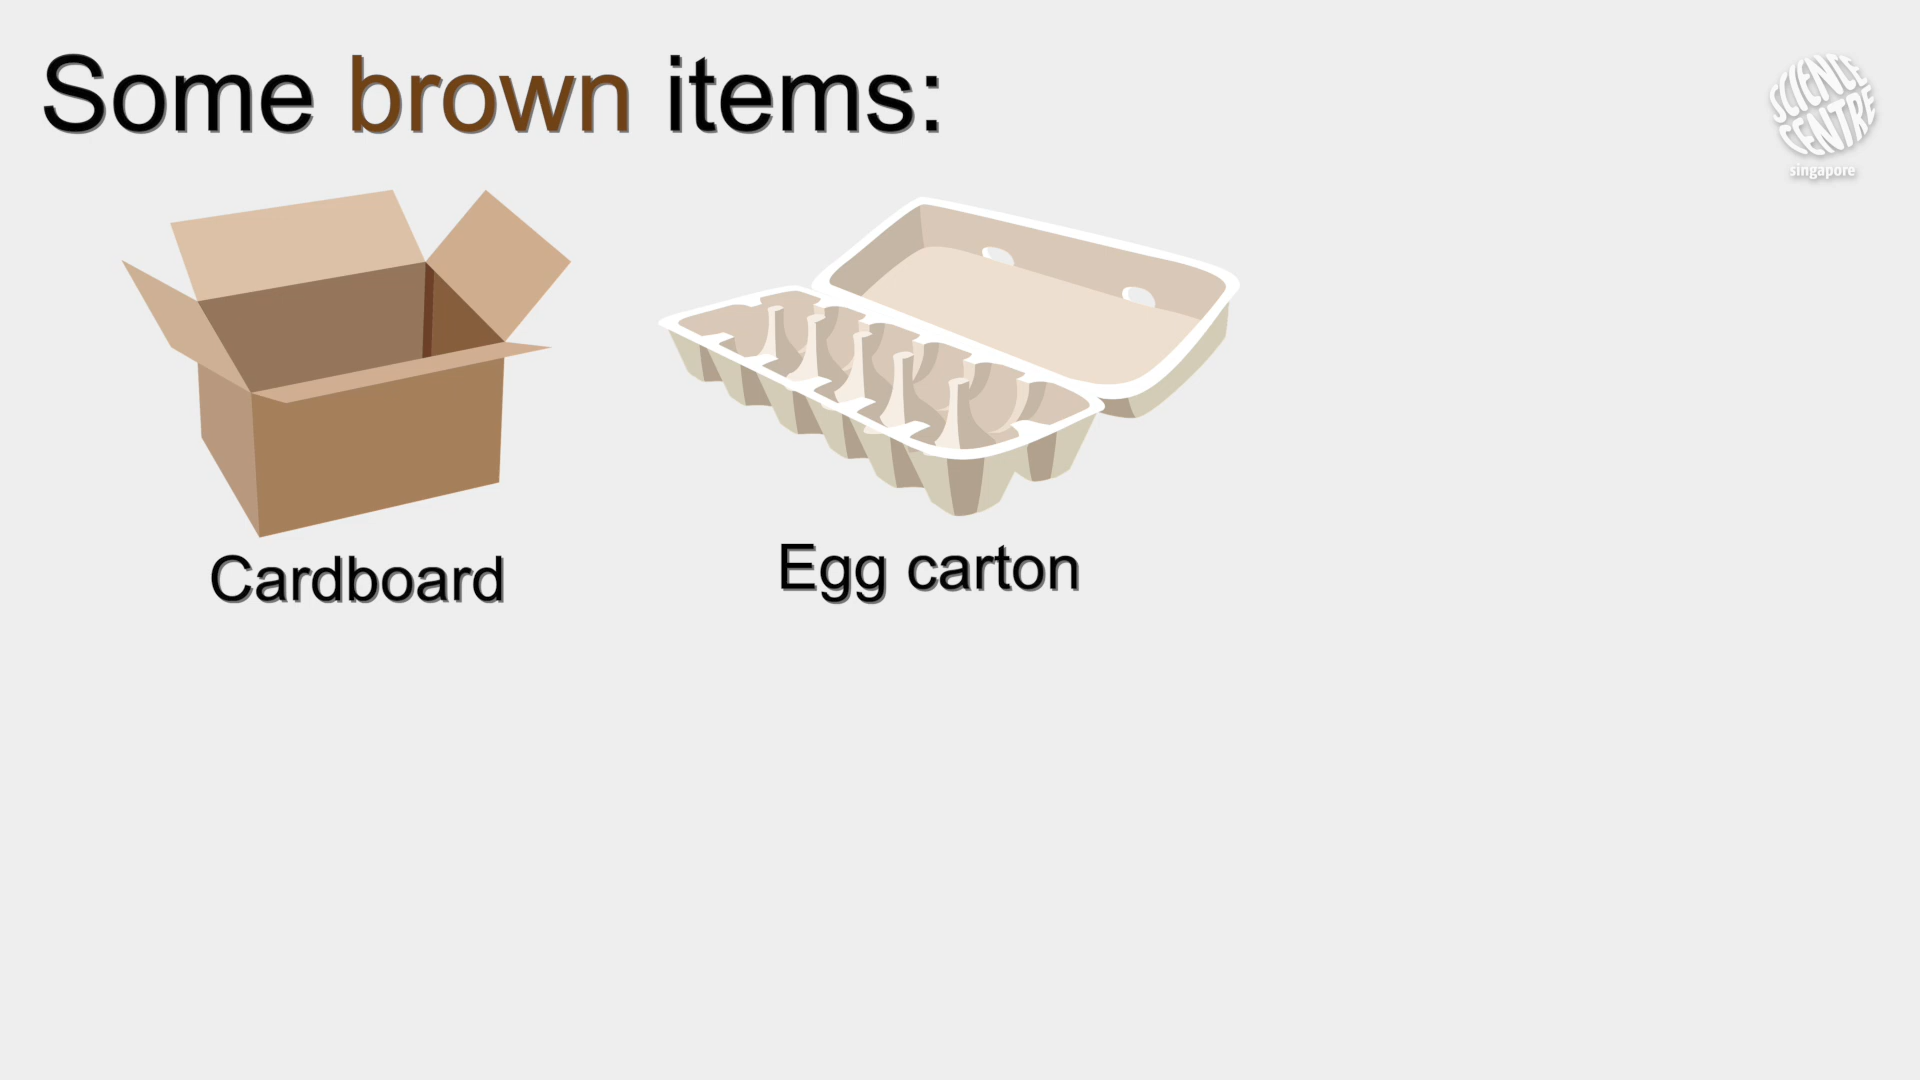 Some brown items:
SCIENCE
CENTRE
singapore
Cardboard
Egg carton